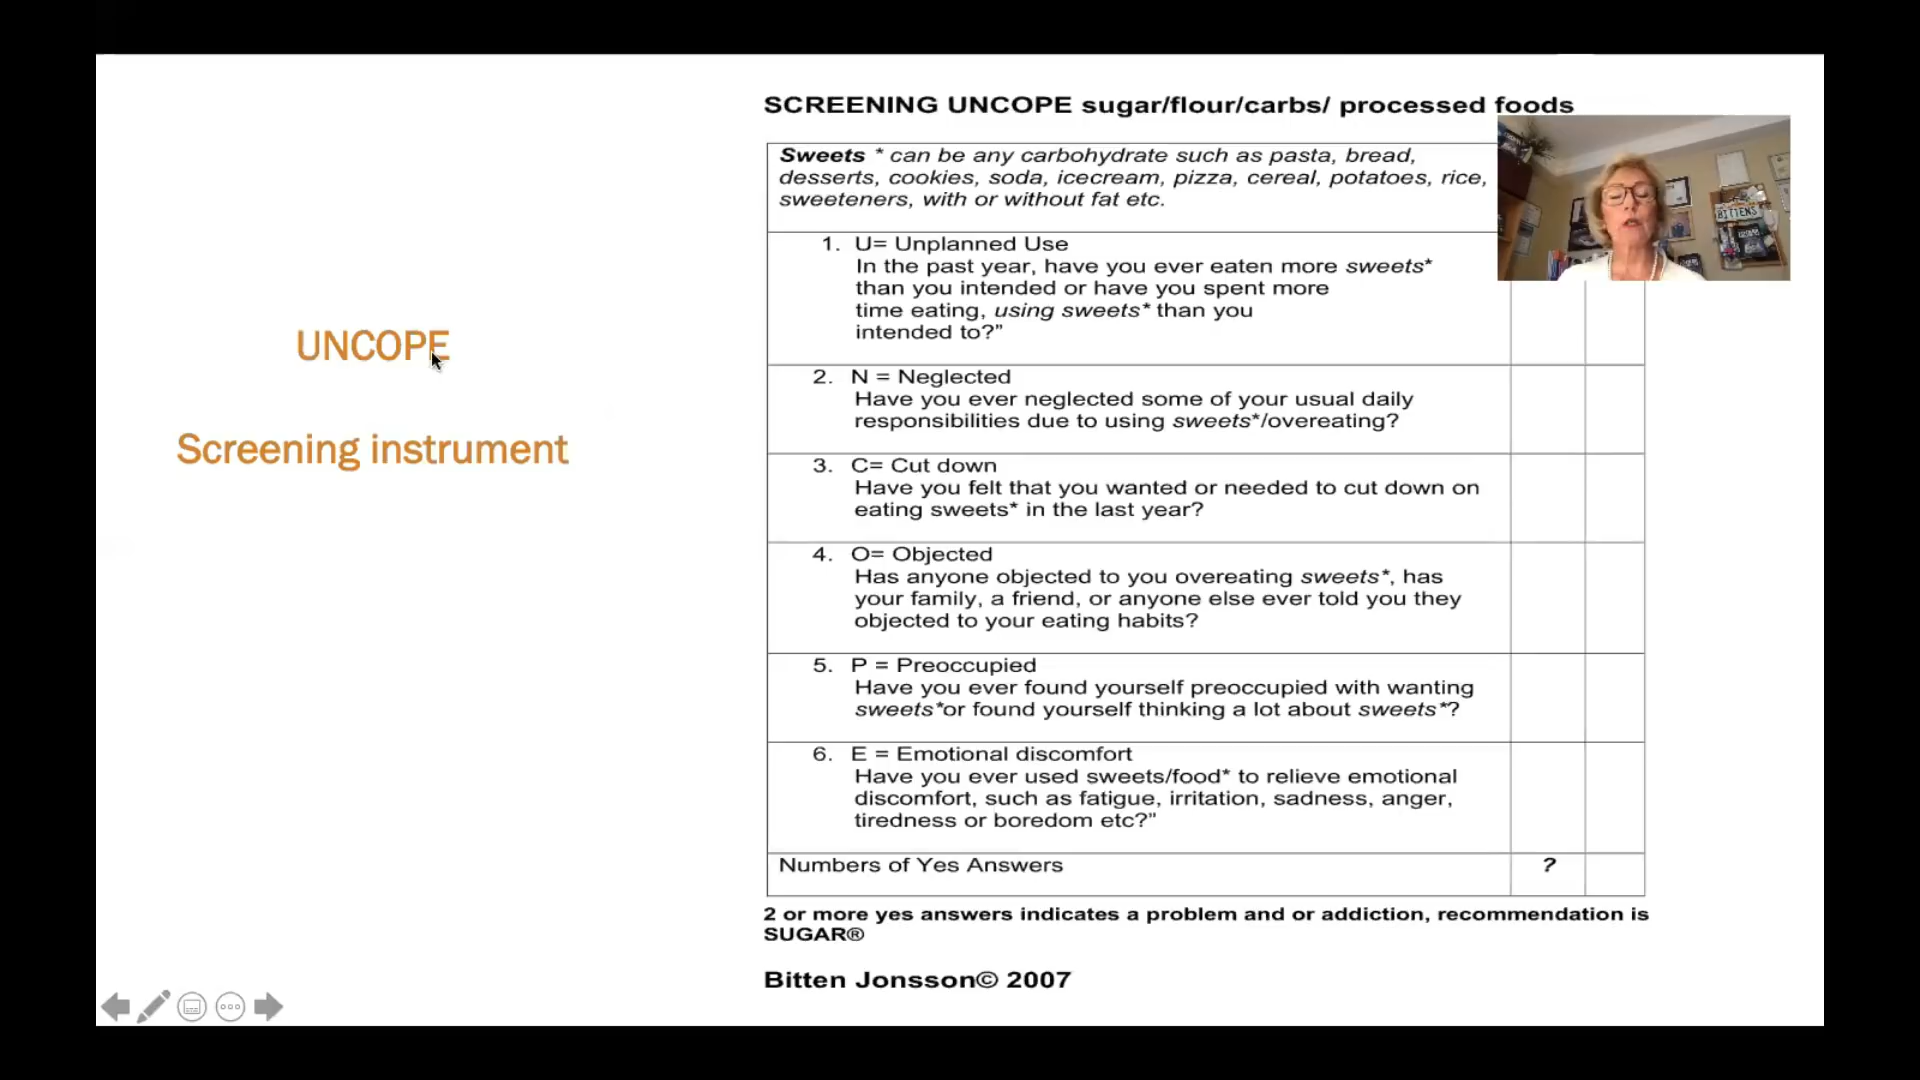 SCREENING UNCOPE sugar/flour/carbs/ processed foods
Sweets * can be any carbohydrate such as pasta, bread,
desserts, cookies, soda, icecream, pizza, cereal, potatoes, rice,
sweeteners, with or without fat etc.
1. U= Unplanned Use
In the past year, have you ever eaten more sweets*
than you intended or have you spent more
time eating, using sweets* than you
intended to?"
2. N = Neglected
Have you ever neglected some of your usual daily
responsibilities due to using sweets*/overeating?
3. C= Cut down
Have you felt that you wanted or needed to cut down on
eating sweets* in the last year?
4. O= Objected
Has anyone objected to you overeating sweets*, has
your family, a friend, or anyone else ever told you they
objected to your eating habits?
5. P = Preoccupied
Have you ever found yourself preoccupied with wanting
sweets*or found yourself thinking a lot about sweets*?
6. E = Emotional discomfort
Have you ever used sweets/food* to relieve emotional
discomfort, such as fatigue, irritation, sadness, anger,
tiredness or boredom etc?"
Numbers of Yes Answers ?
2 or more yes answers indicates a problem and or addiction, recommendation is
SUGAR®
Bitten Jonsson© 2007
UNCOPE
Screening instrument
BITTENS